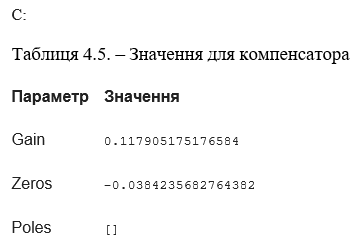 C:
Таблиця 4.5. – Значення для компенсатора
Параметр Значення
Gain 0.117905175176584
Zeros -0.0384235682764382
Poles []